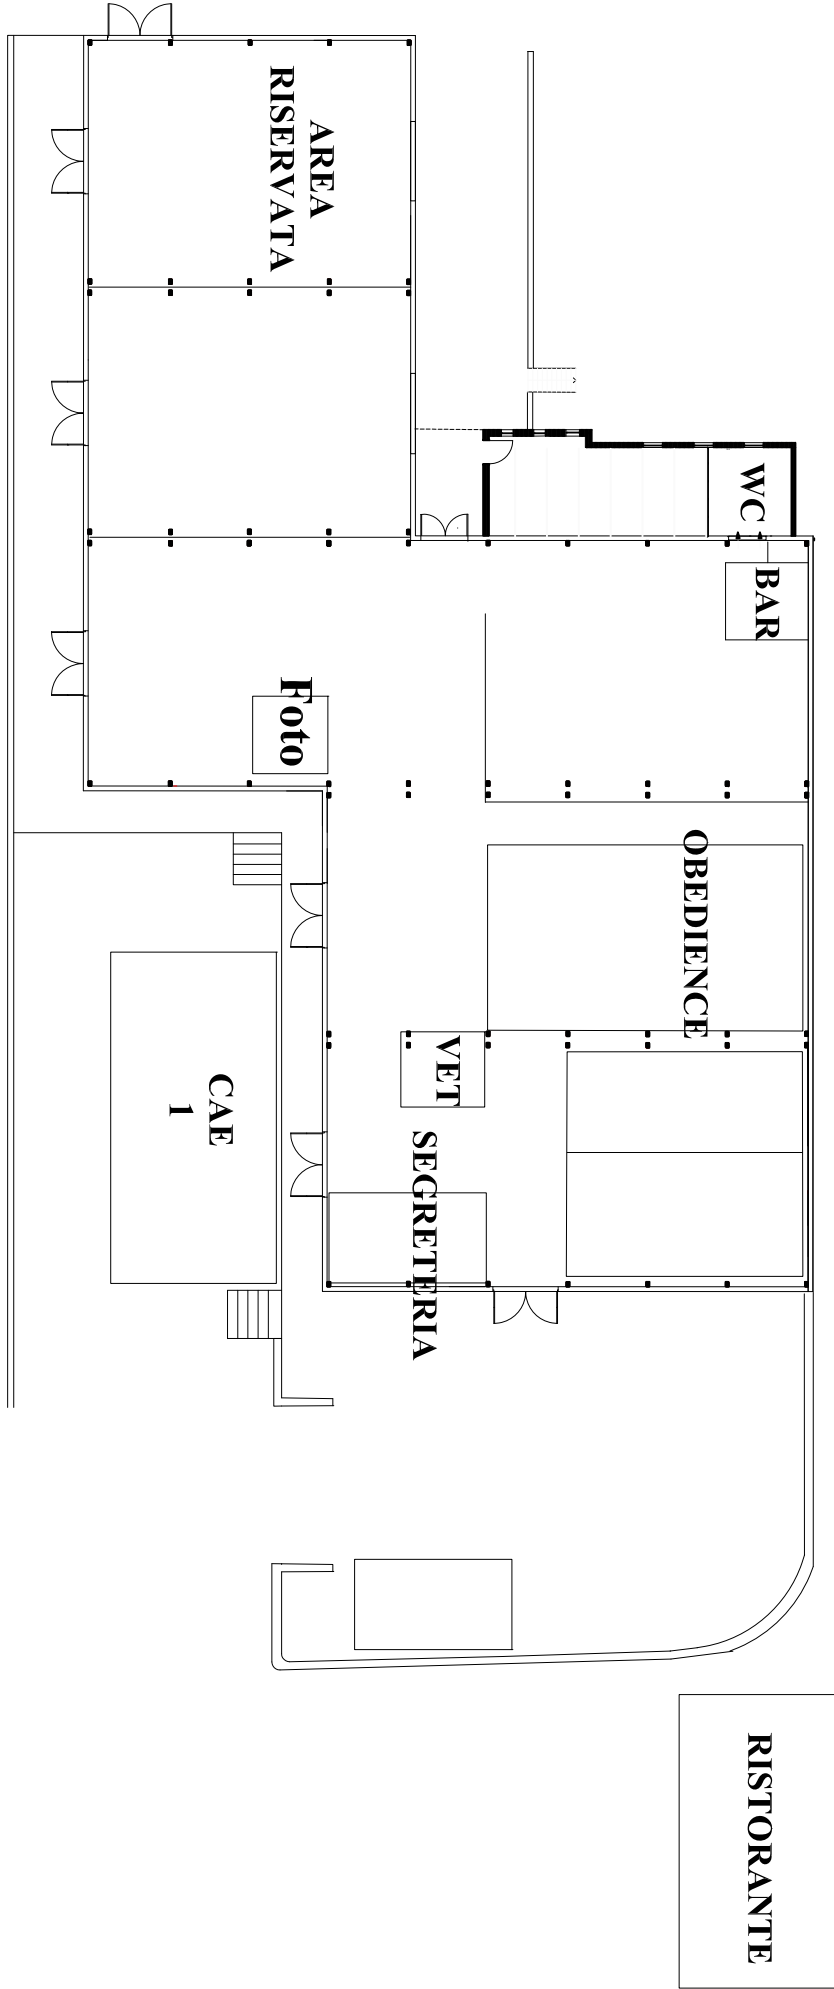 AREA
RISERVATA
WC
BAR
Foto
OBEDIENCE
VET
CAE
1
SEGRETERIA
RISTORANTE